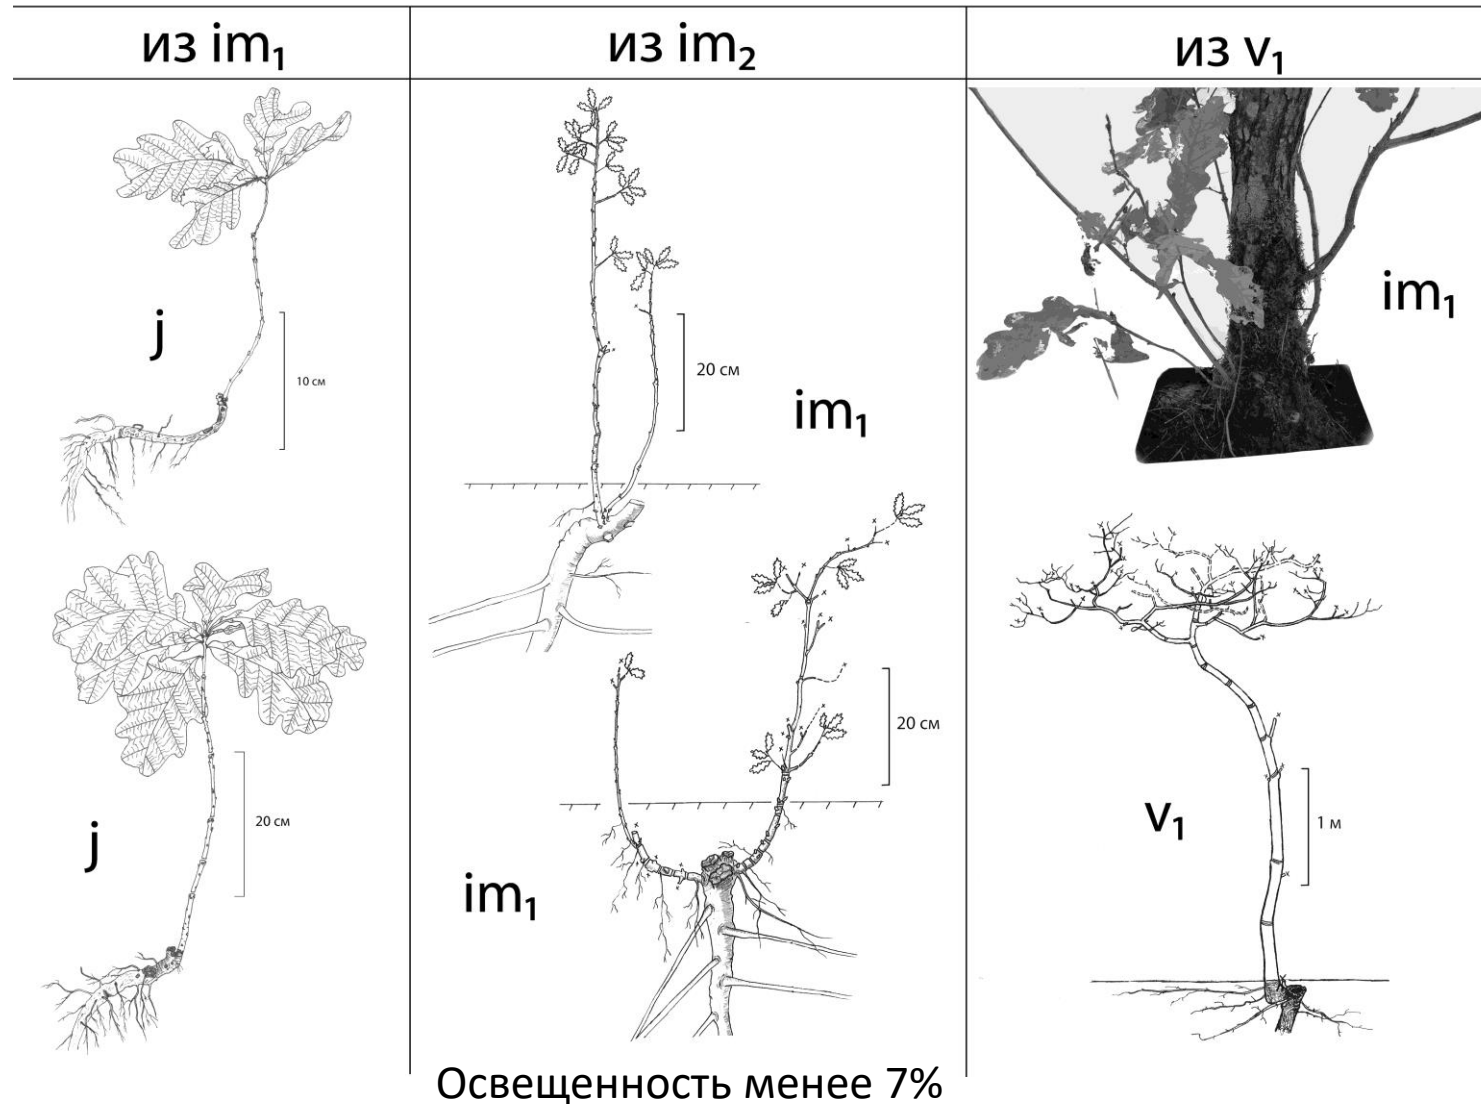 из im₁
из im₂
из v₁
j
10 см
j
20 см
20 см
im₁
20 см
im₁
im₁
v₁
1 м
Освещенность менее 7%